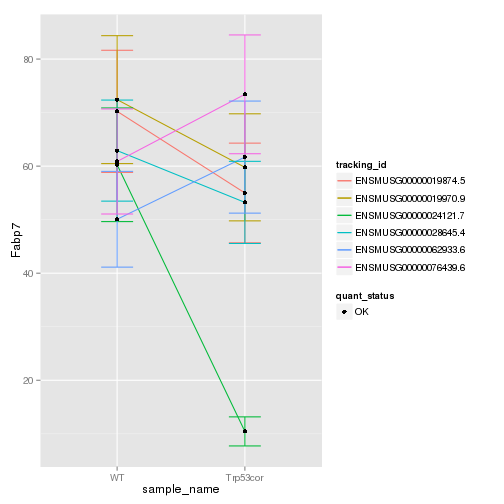 Fabp7
80
60
40
20
WT
Trp53cor
sample_name
tracking_id
ENSMUSG00000019874.5
ENSMUSG00000019970.9
ENSMUSG00000024121.7
ENSMUSG00000028645.4
ENSMUSG00000062933.6
ENSMUSG00000076439.6
quant_status
OK